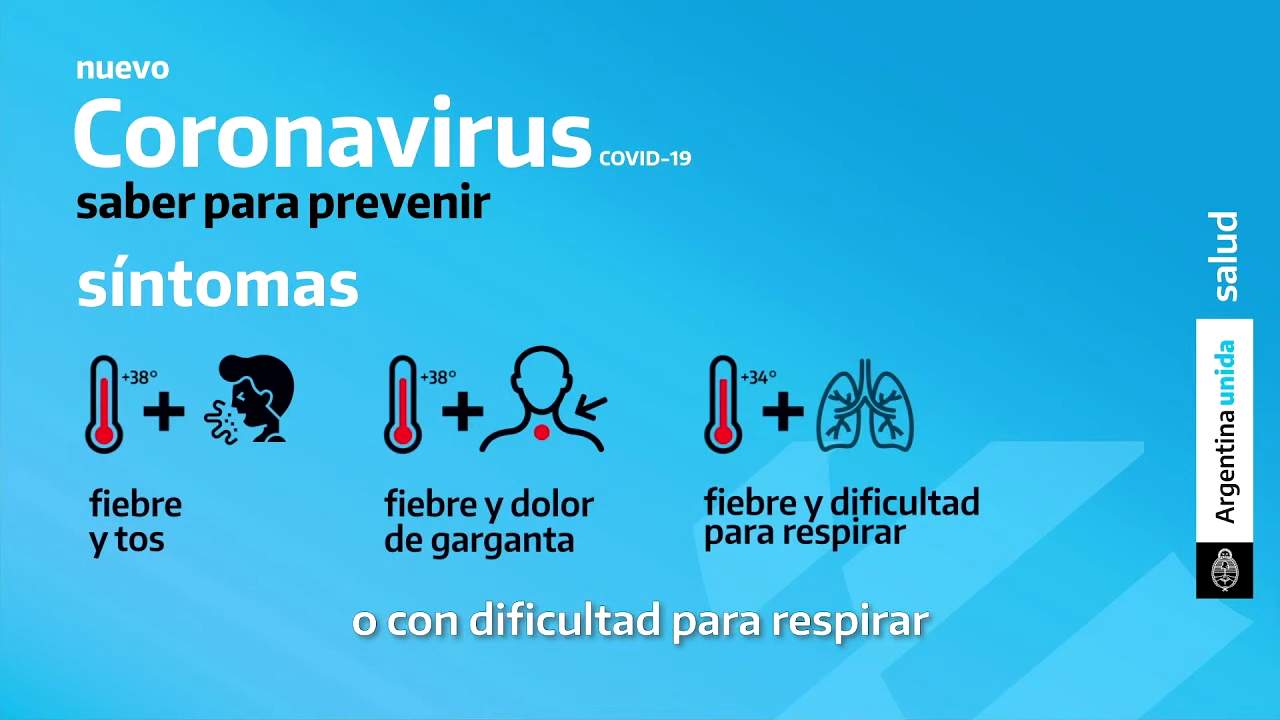 nuevo
Coronavirus COVID-19
saber para prevenir
síntomas
+38°
+38°
+34°
fiebre
y tos
fiebre y dolor
de garganta
fiebre y dificultad
para respirar
o con dificultad para respirar
salud
Argentina unida